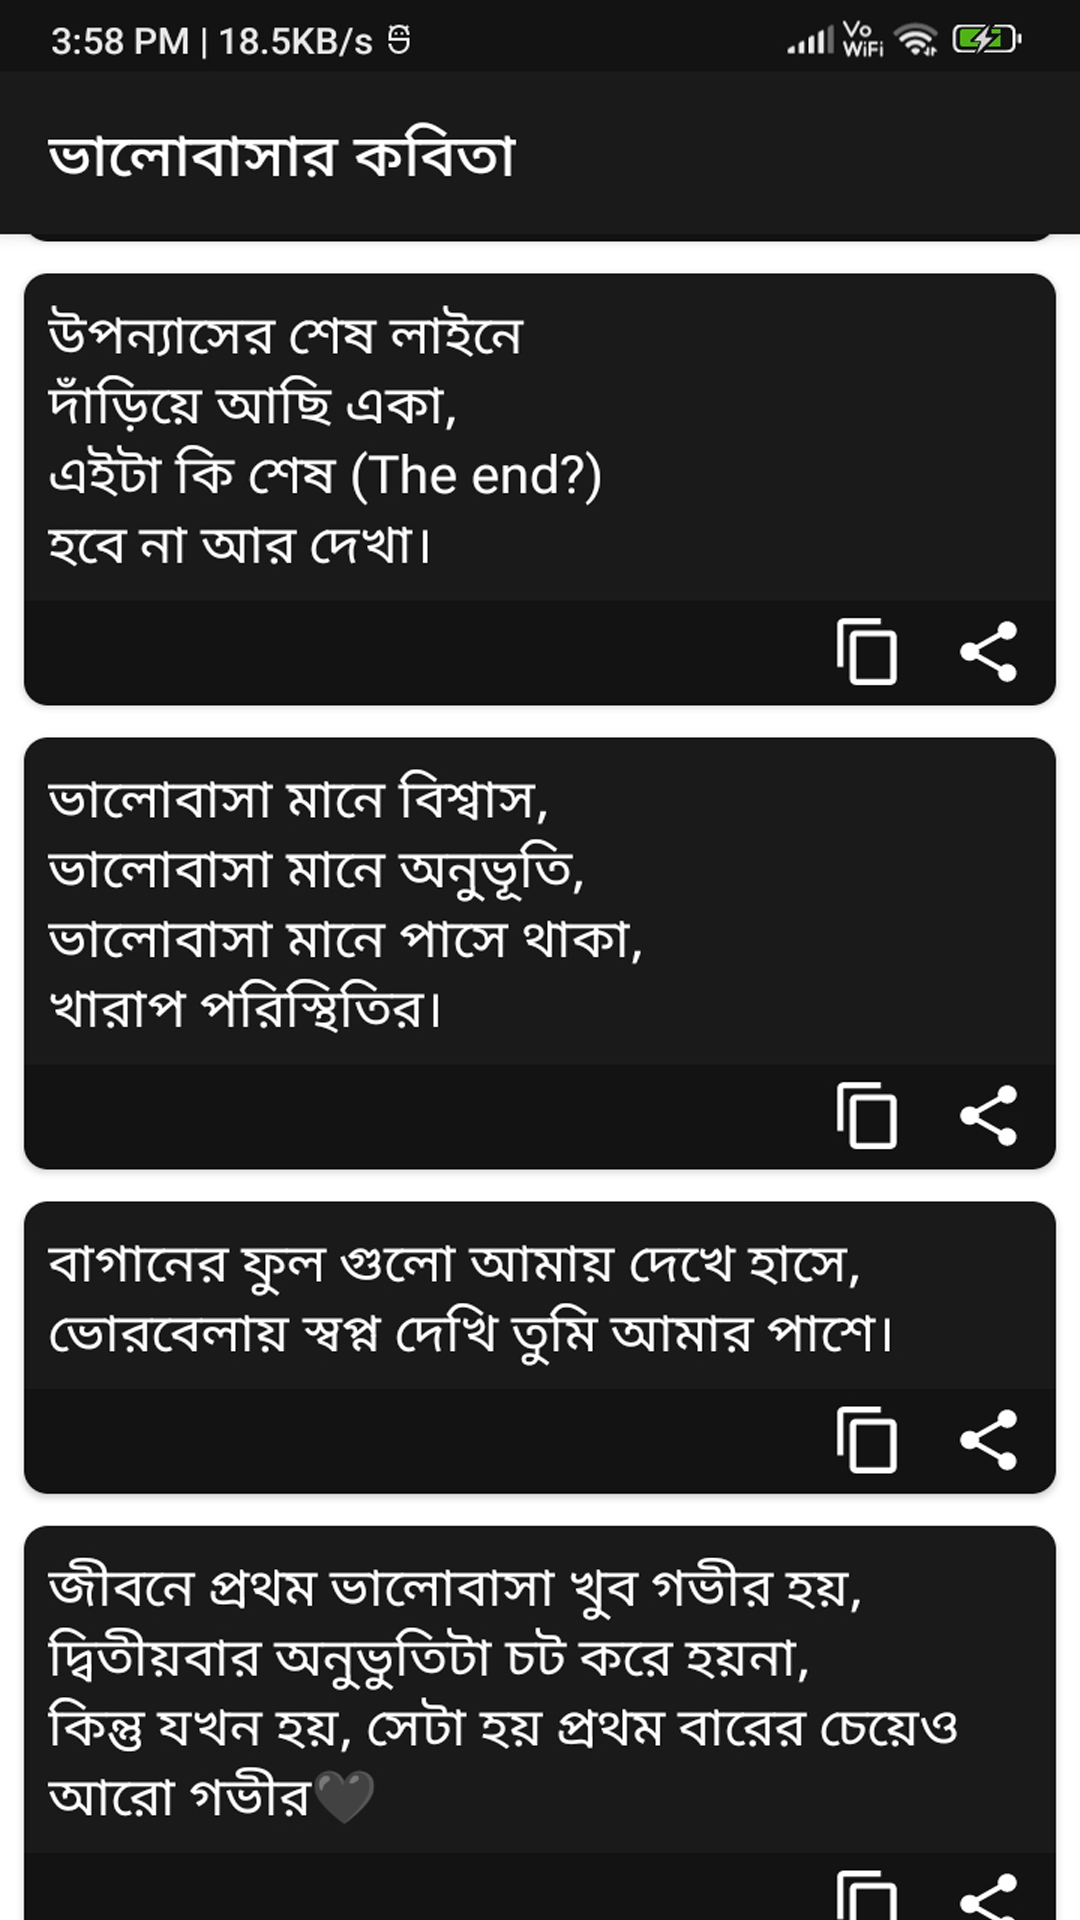 3:58 PM | 18.5KB/s
Vo
WiFi
ভালোবাসার কবিতা
উপন্যাসের শেষ লাইনে
দাঁড়িয়ে আছি একা,
এইটা কি শেষ (The end?)
হবে না আর দেখা।
ভালোবাসা মানে বিশ্বাস,
ভালোবাসা মানে অনুভূতি,
ভালোবাসা মানে পাসে থাকা,
খারাপ পরিস্থিতির।
বাগানের ফুল গুলো আমায় দেখে হাসে,
ভোরবেলায় স্বপ্ন দেখি তুমি আমার পাশে।
জীবনে প্রথম ভালোবাসা খুব গভীর হয়,
দ্বিতীয়বার অনুভুতিটা চট করে হয়না,
কিন্তু যখন হয়, সেটা হয় প্রথম বারের চেয়েও
আরো গভীর🖤